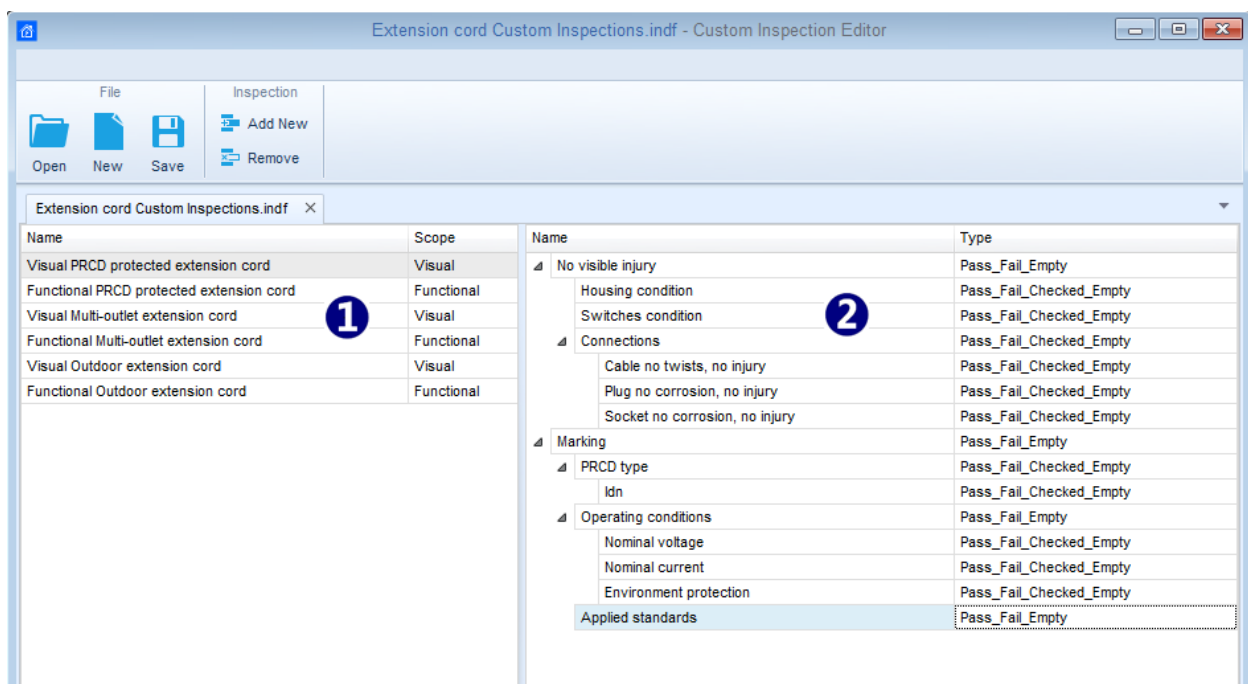 Extension cord Custom Inspections.indf - Custom Inspection Editor
File Inspection
Open New Save Add New
Remove
Extension cord Custom Inspections.indf
Name Scope
Visual PRCD protected extension cord Visual
Functional PRCD protected extension cord Functional
Visual Multi-outlet extension cord Visual
Functional Multi-outlet extension cord Functional
Visual Outdoor extension cord Visual
Functional Outdoor extension cord Functional
1
Name Type
No visible injury Pass_Fail_Empty
Housing condition Pass_Fail_Checked_Empty
Switches condition Pass_Fail_Checked_Empty
Connections Pass_Fail_Checked_Empty
Cable no twists, no injury Pass_Fail_Checked_Empty
Plug no corrosion, no injury Pass_Fail_Checked_Empty
Socket no corrosion, no injury Pass_Fail_Checked_Empty
Marking Pass_Fail_Empty
PRCD type Pass_Fail_Checked_Empty
Idn Pass_Fail_Checked_Empty
Operating conditions Pass_Fail_Empty
Nominal voltage Pass_Fail_Checked_Empty
Nominal current Pass_Fail_Checked_Empty
Environment protection Pass_Fail_Checked_Empty
Applied standards Pass_Fail_Empty
2